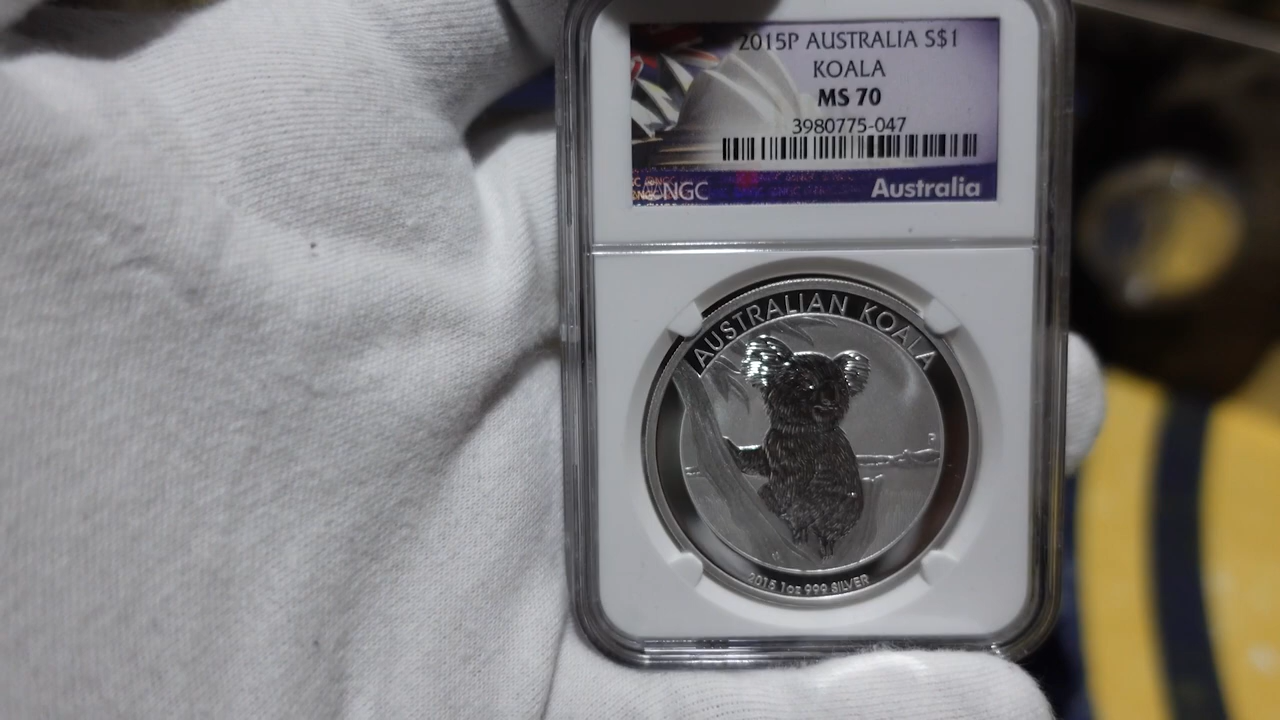 2015P AUSTRALIA S$1
KOALA
MS 70
3980775-047
NGC
Australia
AUSTRALIAN KOALA
P
2015 1oz 999 SILVER